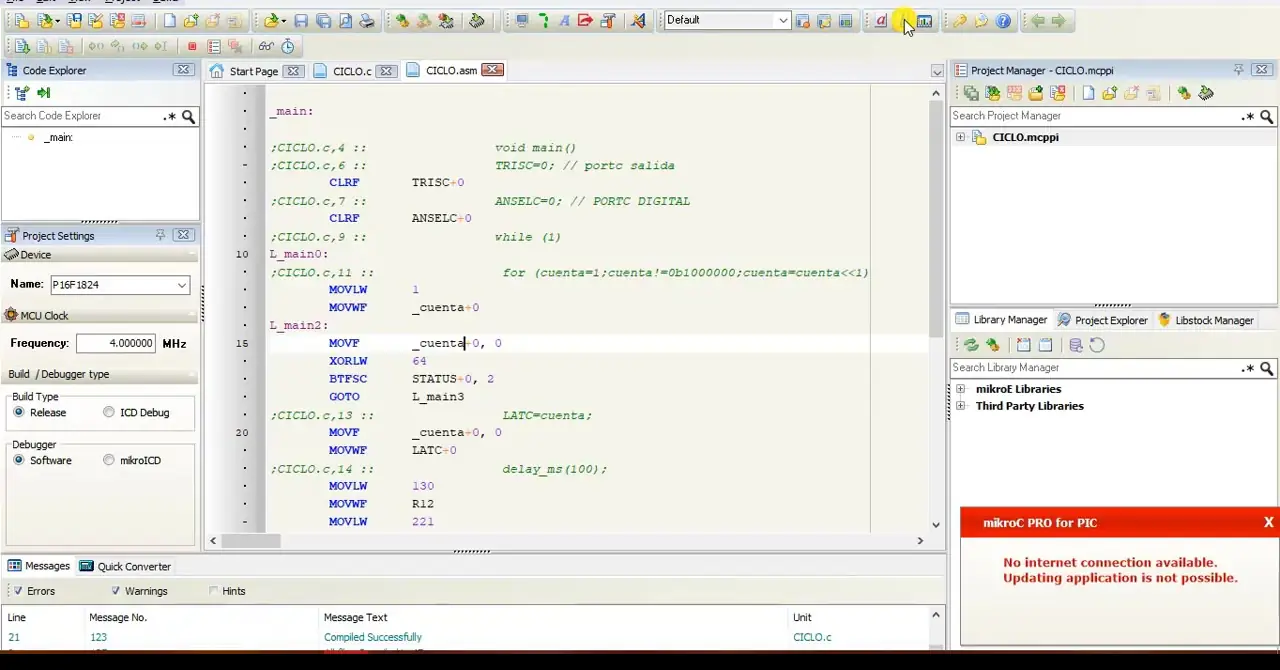 Default
Code Explorer
Start Page
CICLO.c
CICLO.asm
Project Manager - CICLO.mcppi
Search Code Explorer
_main:
Search Project Manager
CICLO.mcppi
_main:
;CICLO.c,4 :: void main()
;CICLO.c,6 :: TRISC=0; // portc salida
CLRF TRISC+0
;CICLO.c,7 :: ANSELC=0; // PORTC DIGITAL
CLRF ANSELC+0
;CICLO.c,9 :: while (1)
10 L_main0:
;CICLO.c,11 :: for (cuenta=1;cuenta!=0b1000000;cuenta=cuenta<<1)
MOVLW 1
MOVWF _cuenta+0
L_main2:
15 MOVF _cuenta+0, 0
XORLW 64
BTFSC STATUS+0, 2
GOTO L_main3
;CICLO.c,13 :: LATC=cuenta;
20 MOVF _cuenta+0, 0
MOVWF LATC+0
;CICLO.c,14 :: delay_ms(100);
MOVLW 130
MOVWF R12
MOVLW 221
Project Settings
Device
Name: P16F1824
MCU Clock
Frequency: 4.000000 MHz
Build / Debugger type
Build Type
Release ICD Debug
Debugger
Software mikroICD
Library Manager Project Explorer Libstock Manager
Search Library Manager
mikroE Libraries
Third Party Libraries
mikroC PRO for PIC X
No internet connection available.
Updating application is not possible.
Messages Quick Converter
Errors Warnings Hints
Line Message No. Message Text Unit
21 123 Compiled Successfully CICLO.c